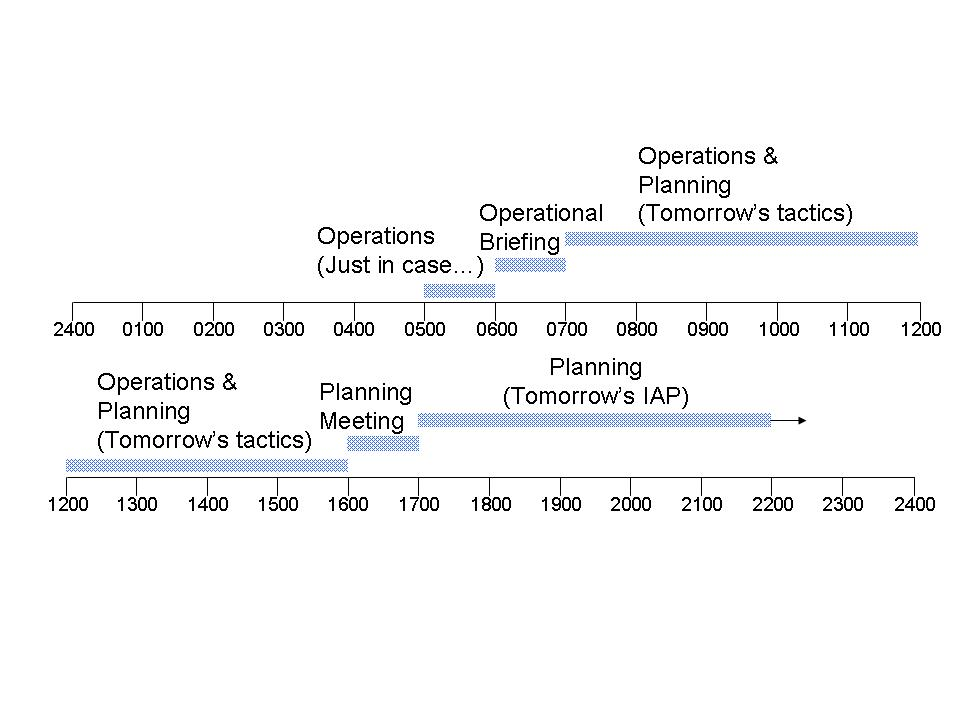 Operations &
Planning
(Tomorrow's tactics)
Operational
Briefing
Operations
(Just in case…)
2400 0100 0200 0300 0400 0500 0600 0700 0800 0900 1000 1100 1200
Planning
(Tomorrow's IAP)
Operations &
Planning
(Tomorrow's tactics)
Planning
Meeting
1200 1300 1400 1500 1600 1700 1800 1900 2000 2100 2200 2300 2400